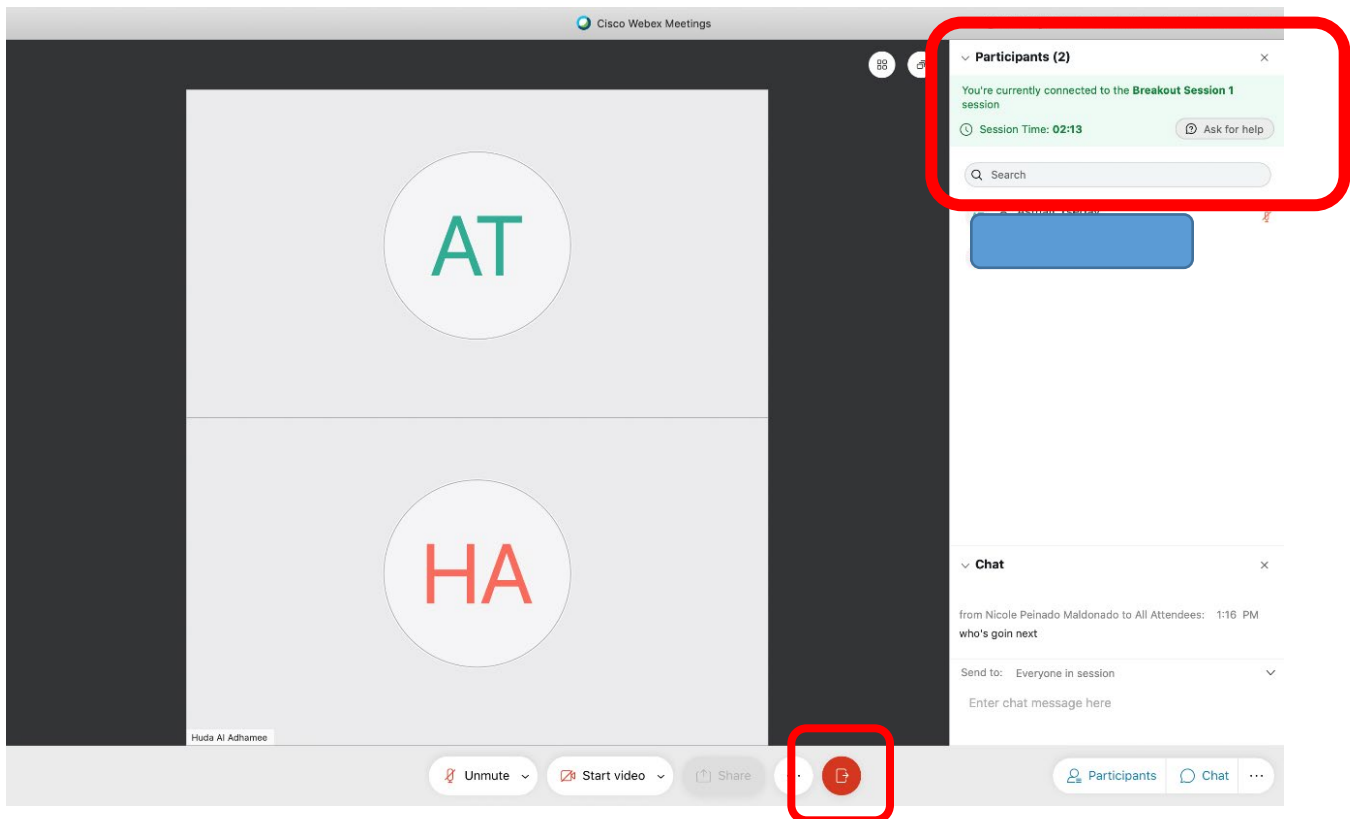 Cisco Webex Meetings
Participants (2)
You're currently connected to the Breakout Session 1
session
Session Time: 02:13
Ask for help
Search
AT
HA
Huda Al Adhamee
Chat
from Nicole Peinado Maldonado to All Attendees: 1:16 PM
who's goin next
Send to: Everyone in session
Enter chat message here
Unmute
Start video
Share
Participants
Chat